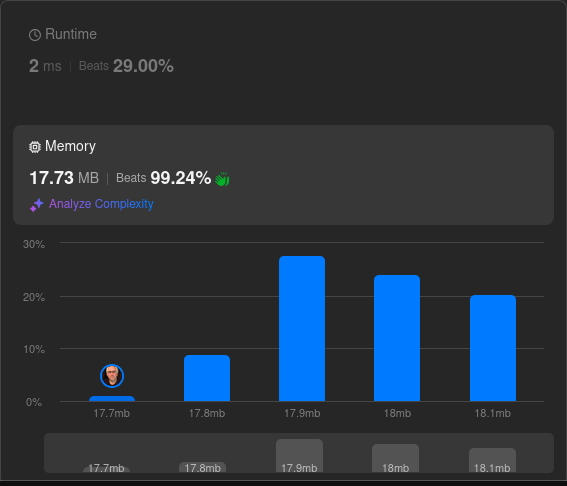 Runtime
2 ms | Beats 29.00%
Memory
17.73 MB | Beats 99.24%
Analyze Complexity
30%
20%
10%
0%
17.7mb 17.8mb 17.9mb 18mb 18.1mb
17.7mb 17.8mb 17.9mb 18mb 18.1mb